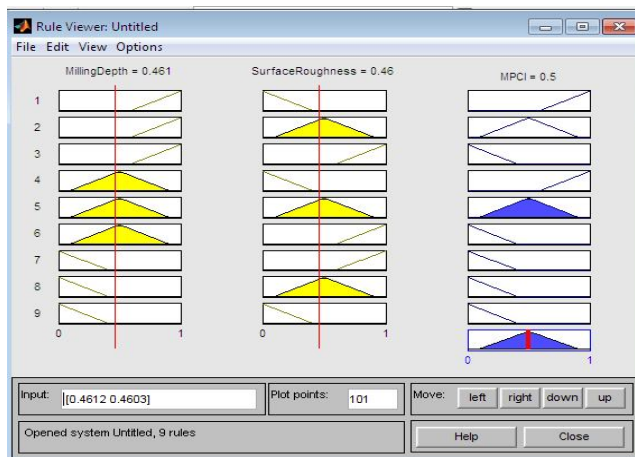 Rule Viewer: Untitled
File Edit View Options
MillingDepth = 0.461
SurfaceRoughness = 0.46
MPCI = 0.5
1
2
3
4
5
6
7
8
9
0 1
0 1
0 1
Input: [0.4612 0.4603]
Plot points: 101
Move: left right down up
Opened system Untitled, 9 rules
Help Close